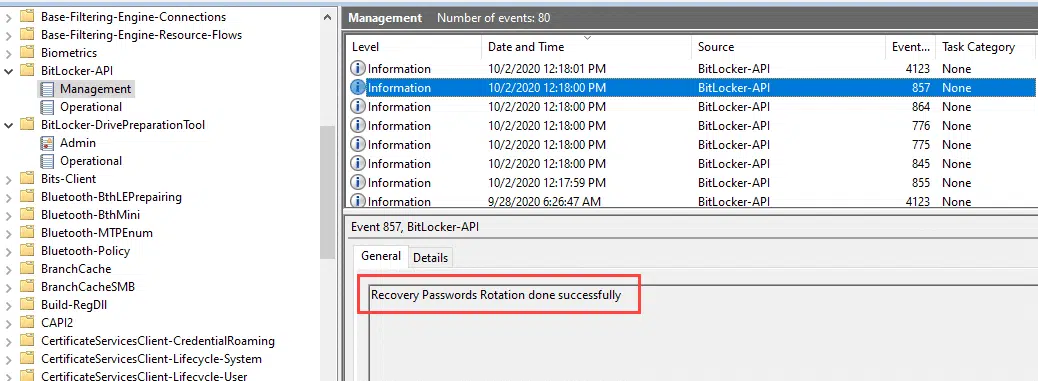 Base-Filtering-Engine-Connections
Base-Filtering-Engine-Resource-Flows
Biometrics
BitLocker-API
Management
Operational
BitLocker-DrivePreparationTool
Admin
Operational
Bits-Client
Bluetooth-BthLEPrepairing
Bluetooth-BthMini
Bluetooth-MTPEnum
Bluetooth-Policy
BranchCache
BranchCacheSMB
Build-RegDll
CAPI2
CertificateServicesClient-CredentialRoaming
CertificateServicesClient-Lifecycle-System
CertificateServicesClient-Lifecycle-User
Management Number of events: 80
Level Date and Time Source Event... Task Category
Information 10/2/2020 12:18:01 PM BitLocker-API 4123 None
Information 10/2/2020 12:18:00 PM BitLocker-API 857 None
Information 10/2/2020 12:18:00 PM BitLocker-API 864 None
Information 10/2/2020 12:18:00 PM BitLocker-API 776 None
Information 10/2/2020 12:18:00 PM BitLocker-API 775 None
Information 10/2/2020 12:18:00 PM BitLocker-API 845 None
Information 10/2/2020 12:17:59 PM BitLocker-API 855 None
Information 9/28/2020 6:26:47 AM BitLocker-API 4123 None
Event 857, BitLocker-API
General Details
Recovery Passwords Rotation done successfully